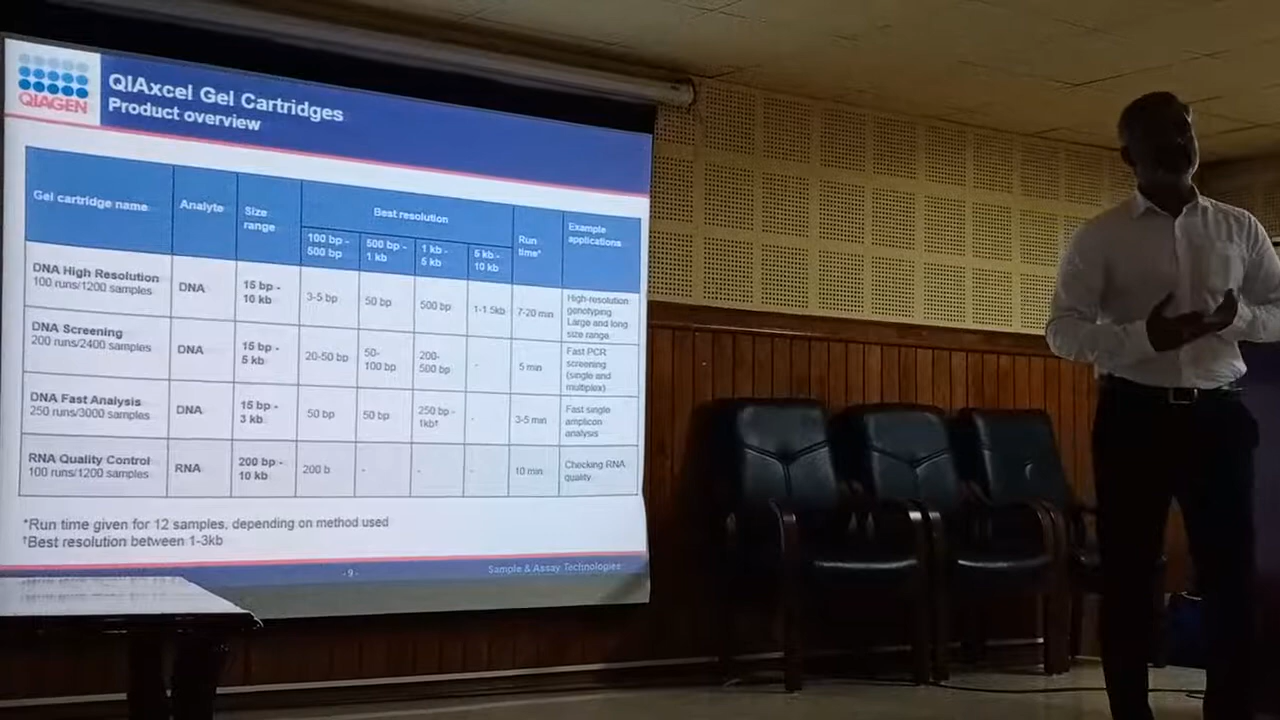 QIAGEN
QIAxcel Gel Cartridges
Product overview
Gel cartridge name
Analyte
Size
range
Best resolution
100 bp -
500 bp
500 bp -
1 kb
1 kb -
5 kb
5 kb -
10 kb
Run
time*
Example
applications
DNA High Resolution
100 runs/1200 samples
DNA
15 bp -
10 kb
3-5 bp
50 bp
500 bp
1-1.5kb
7-20 min
High-resolution
genotyping
Large and long
size range
DNA Screening
200 runs/2400 samples
DNA
15 bp -
5 kb
20-50 bp
50-
100 bp
200-
500 bp
-
5 min
Fast PCR
screening
(single and
multiplex)
DNA Fast Analysis
250 runs/3000 samples
DNA
15 bp -
3 kb
50 bp
50 bp
250 bp -
1kb†
-
3-5 min
Fast single
amplicon
analysis
RNA Quality Control
100 runs/1200 samples
RNA
200 bp -
10 kb
200 b
-
-
-
10 min
Checking RNA
quality
*Run time given for 12 samples, depending on method used
†Best resolution between 1-3kb
- 9 -
Sample & Assay Technologies